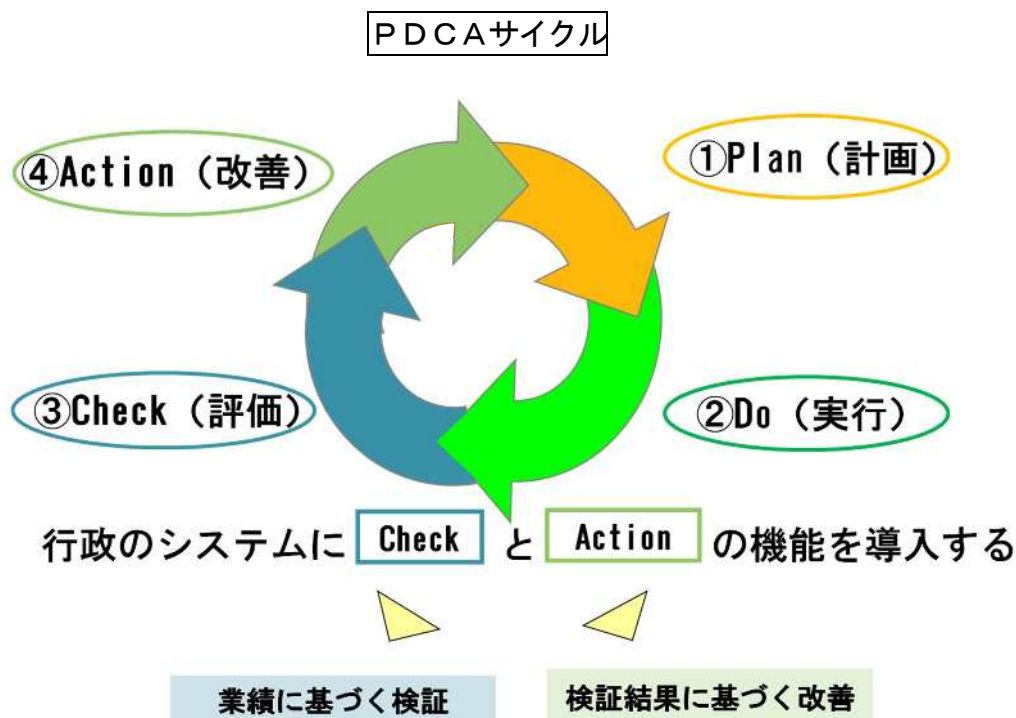 PDCAサイクル
④Action（改善）
①Plan（計画）
③Check（評価）
②Do（実行）
行政のシステムに Check と Action の機能を導入する
業績に基づく検証
検証結果に基づく改善